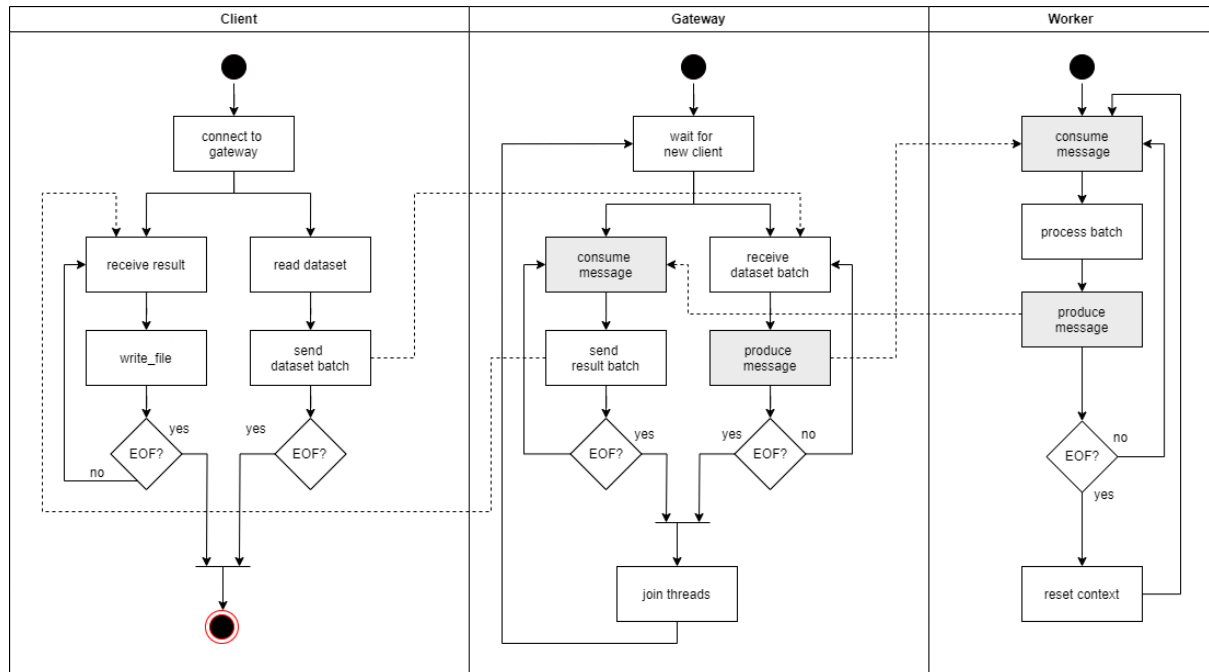 Client
Gateway
Worker
connect to
gateway
wait for
new client
consume
message
receive result
read dataset
consume
message
receive
dataset batch
process batch
write_file
send
dataset batch
send
result batch
produce
message
produce
message
EOF?
yes
no
yes
EOF?
EOF?
yes
yes
EOF?
no
EOF?
no
yes
join threads
reset context